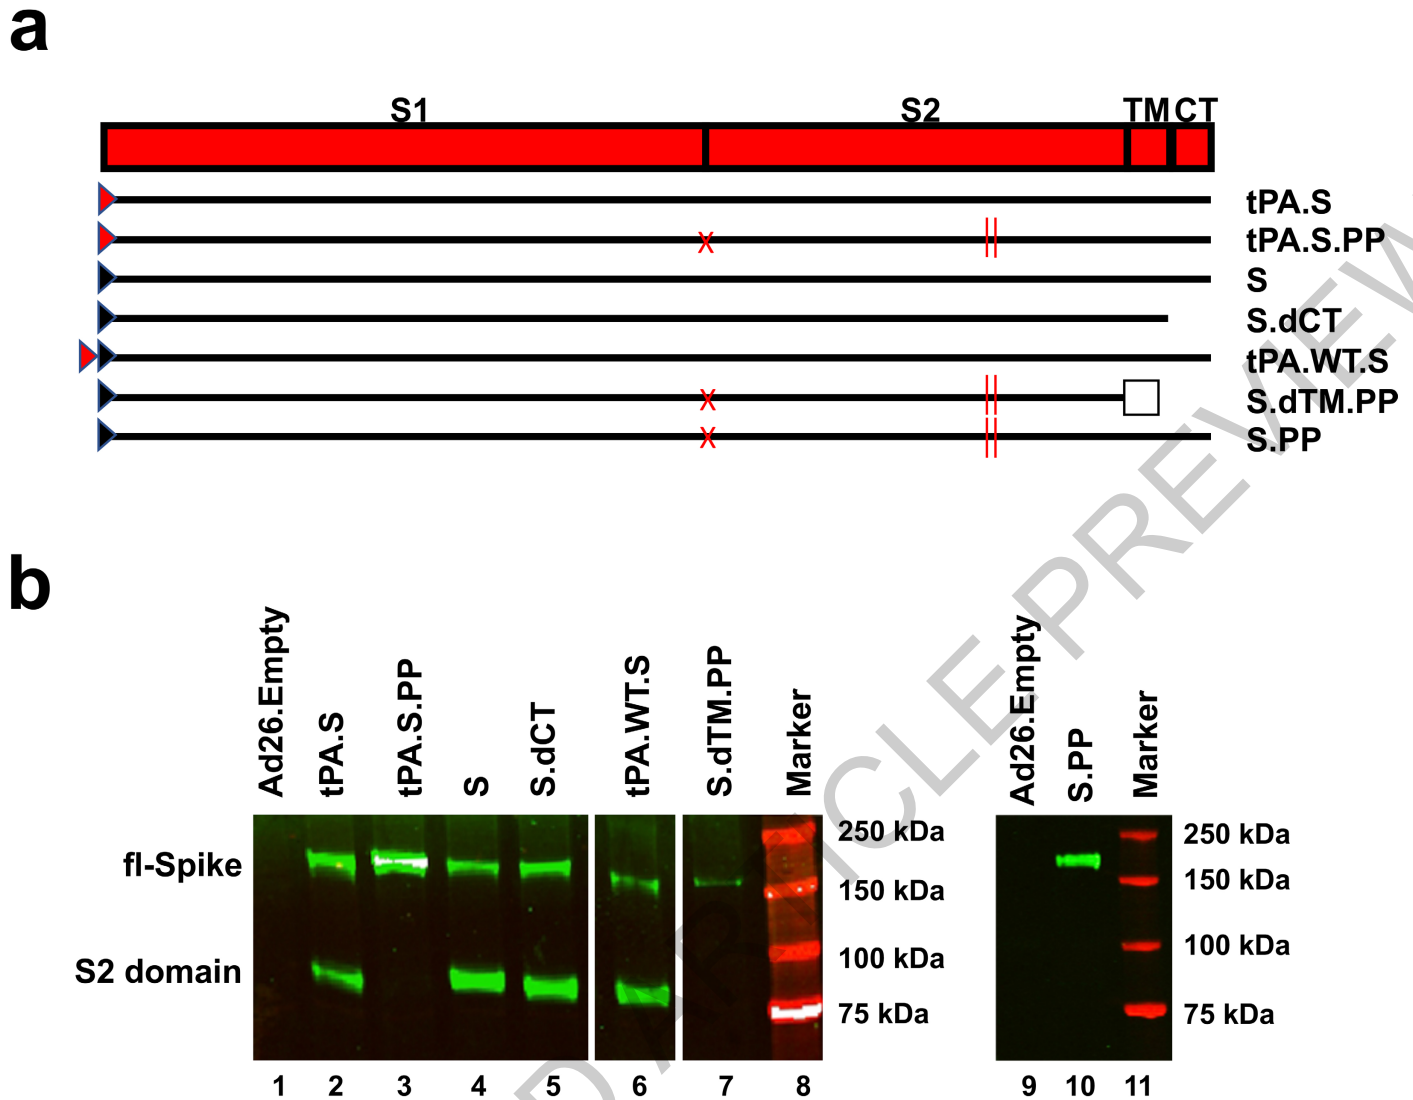 a
S1 S2 TM CT
tPA.S
X tPA.S.PP
S
S.dCT
tPA.WT.S
X S.dTM.PP
X S.PP
b
Ad26.Empty tPA.S tPA.S.PP S S.dCT tPA.WT.S S.dTM.PP Marker Ad26.Empty S.PP Marker
250 kDa 250 kDa
fl-Spike 150 kDa 150 kDa
S2 domain 100 kDa 100 kDa
75 kDa 75 kDa
1 2 3 4 5 6 7 8 9 10 11
ARTICLE PREVIEW